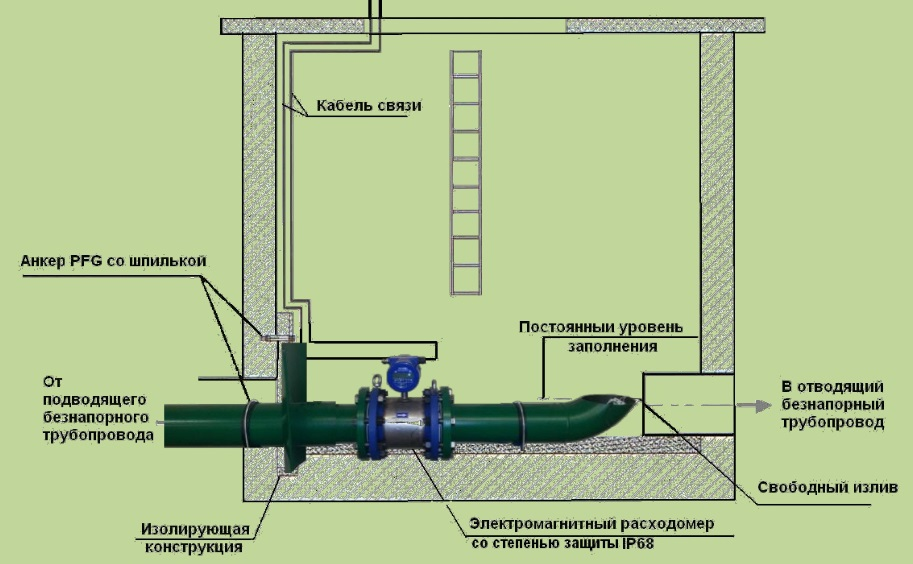 Кабель связи
Анкер PFG со шпилькой
Постоянный уровень
заполнения
От
подводящего
безнапорного
трубопровода
В отводящий
безнапорный
трубопровод
Свободный излив
Изолирующая
конструкция
Электромагнитный расходомер
со степенью защиты IP68